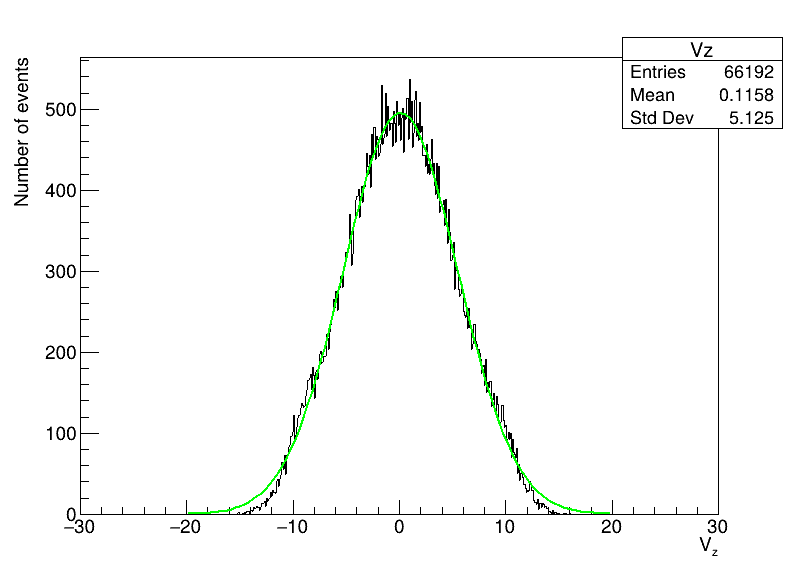 Vz
Entries 66192
Mean 0.1158
Std Dev 5.125
Number of events
500
400
300
200
100
0
−30 −20 −10 0 10 20 30
Vz